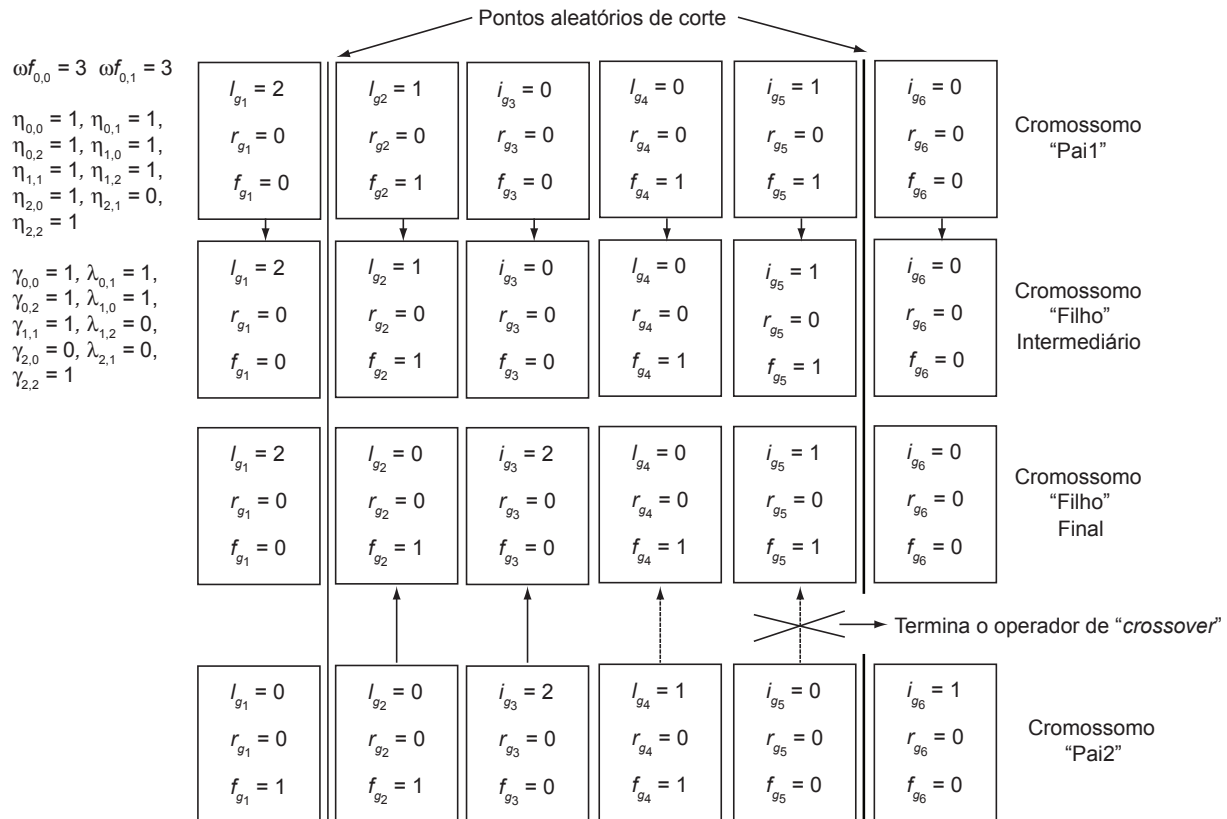 Pontos aleatórios de corte
ωf0,0 = 3 ωf0,1 = 3
η0,0 = 1, η0,1 = 1,
η0,2 = 1, η1,0 = 1,
η1,1 = 1, η1,2 = 1,
η2,0 = 1, η2,1 = 0,
η2,2 = 1
γ0,0 = 1, λ0,1 = 1,
γ0,2 = 1, λ1,0 = 1,
γ1,1 = 1, λ1,2 = 0,
γ2,0 = 0, λ2,1 = 0,
γ2,2 = 1
lg1 = 2 lg2 = 1 ig3 = 0 lg4 = 0 ig5 = 1 ig6 = 0
rg1 = 0 rg2 = 0 rg3 = 0 rg4 = 0 rg5 = 0 rg6 = 0
fg1 = 0 fg2 = 1 fg3 = 0 fg4 = 1 fg5 = 1 fg6 = 0
Cromossomo
“Pai1”
lg1 = 2 lg2 = 1 ig3 = 0 lg4 = 0 ig5 = 1 ig6 = 0
rg1 = 0 rg2 = 0 rg3 = 0 rg4 = 0 rg5 = 0 rg6 = 0
fg1 = 0 fg2 = 1 fg3 = 0 fg4 = 1 fg5 = 1 fg6 = 0
Cromossomo
“Filho”
Intermediário
lg1 = 2 lg2 = 0 ig3 = 2 lg4 = 0 ig5 = 1 ig6 = 0
rg1 = 0 rg2 = 0 rg3 = 0 rg4 = 0 rg5 = 0 rg6 = 0
fg1 = 0 fg2 = 1 fg3 = 0 fg4 = 1 fg5 = 1 fg6 = 0
Cromossomo
“Filho”
Final
Termina o operador de “crossover”
lg1 = 0 lg2 = 0 ig3 = 2 lg4 = 1 ig5 = 0 ig6 = 1
rg1 = 0 rg2 = 0 rg3 = 0 rg4 = 0 rg5 = 0 rg6 = 0
fg1 = 1 fg2 = 1 fg3 = 0 fg4 = 1 fg5 = 0 fg6 = 0
Cromossomo
“Pai2”